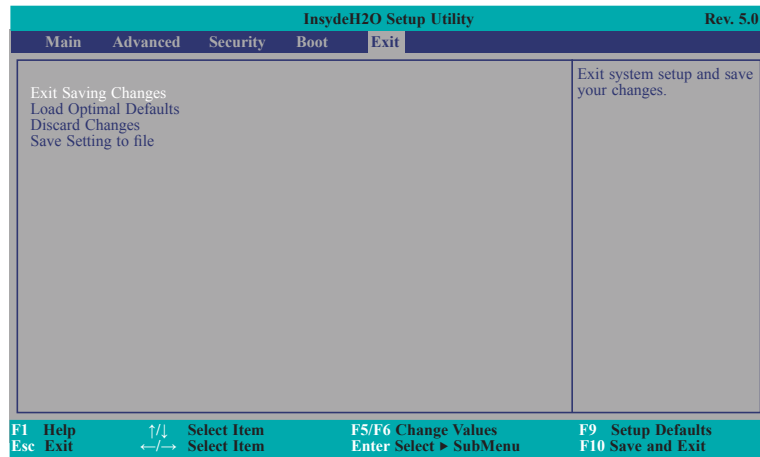 InsydeH2O Setup Utility Rev. 5.0
Main Advanced Security Boot Exit
Exit Saving Changes
Load Optimal Defaults
Discard Changes
Save Setting to file
Exit system setup and save
your changes.
F1 Help ↑/↓ Select Item F5/F6 Change Values F9 Setup Defaults
Esc Exit ←/→ Select Item Enter Select ► SubMenu F10 Save and Exit